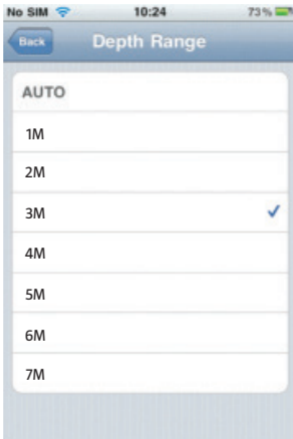 No SIM 10:24 73%
Back Depth Range
AUTO
1M
2M
3M
4M
5M
6M
7M